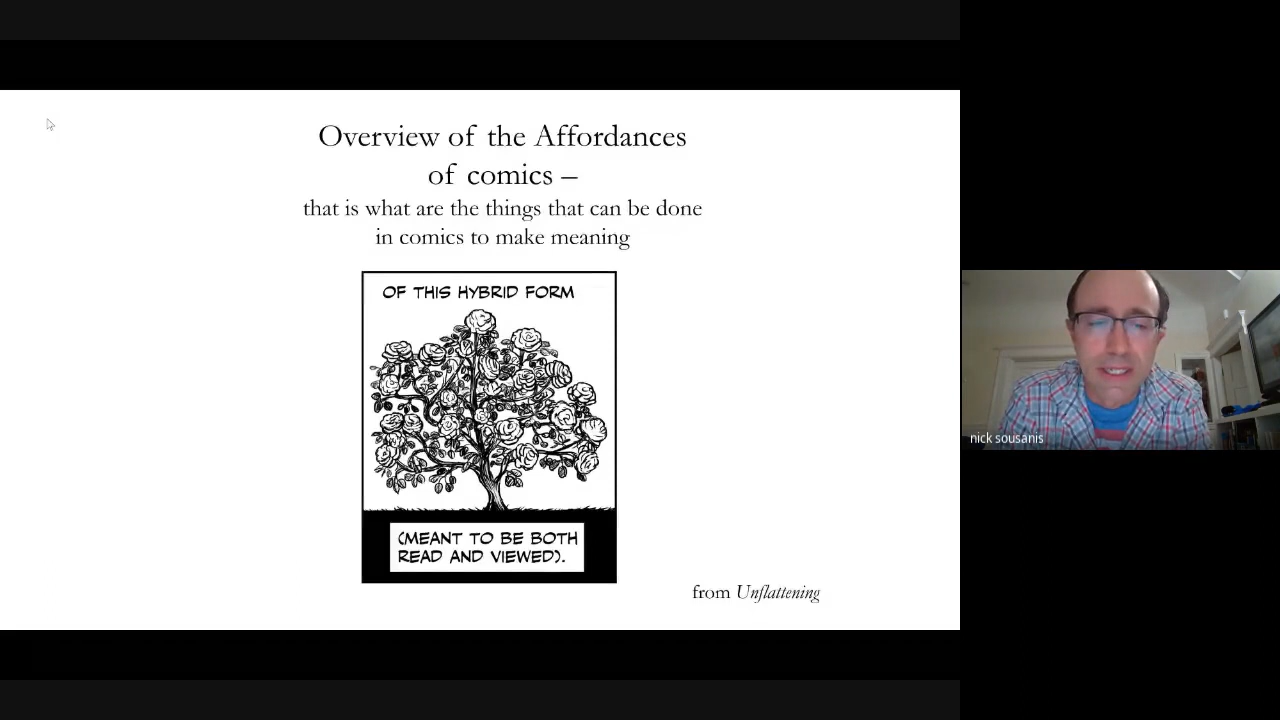 Overview of the Affordances
of comics –
that is what are the things that can be done
in comics to make meaning
OF THIS HYBRID FORM
(MEANT TO BE BOTH
READ AND VIEWED).
from Unflattening
nick sousanis